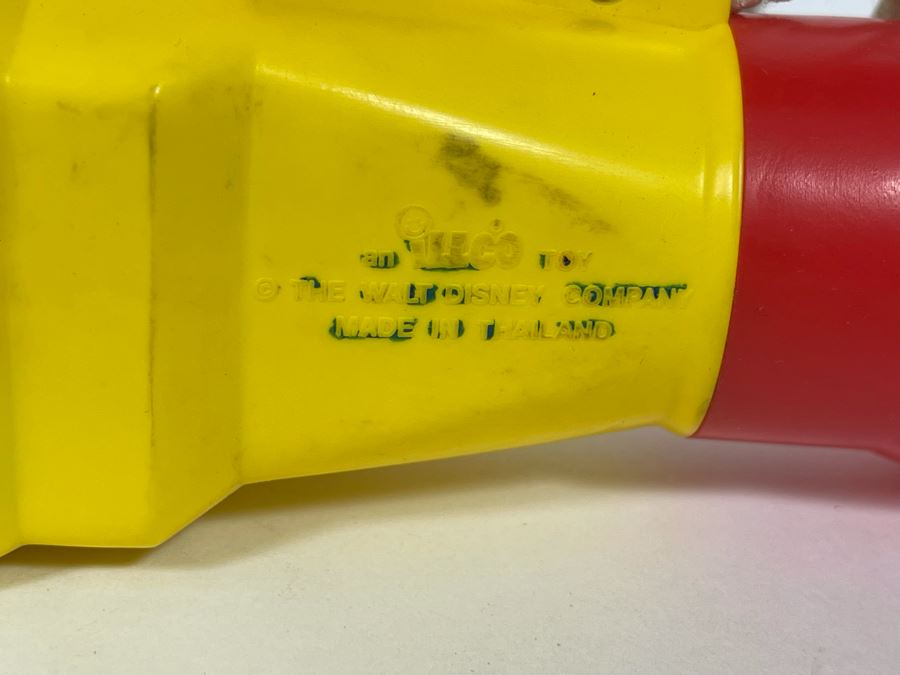 an illco TOY
© THE WALT DISNEY COMPANY
MADE IN THAILAND